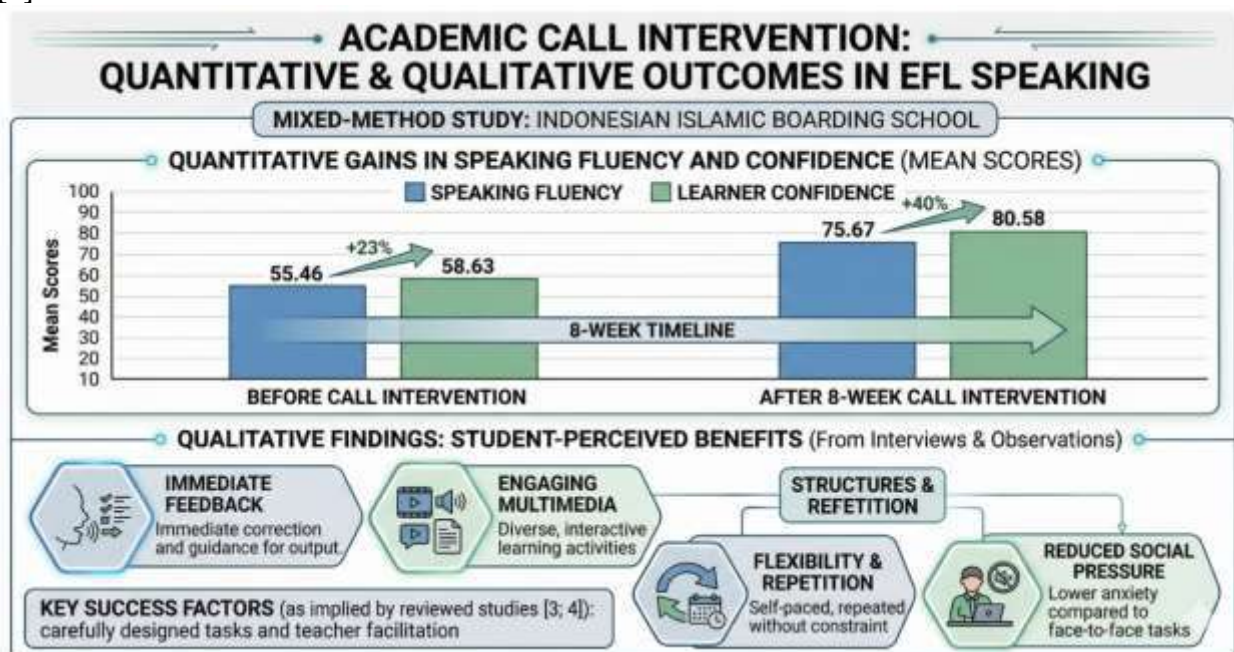 ACADEMIC CALL INTERVENTION:
QUANTITATIVE & QUALITATIVE OUTCOMES IN EFL SPEAKING
MIXED-METHOD STUDY: INDONESIAN ISLAMIC BOARDING SCHOOL
QUANTITATIVE GAINS IN SPEAKING FLUENCY AND CONFIDENCE (MEAN SCORES)
SPEAKING FLUENCY
LEARNER CONFIDENCE
Mean Scores
100
90
80
70
60
50
40
30
20
10
55.46
+23%
58.63
75.67
+40%
80.58
8-WEEK TIMELINE
BEFORE CALL INTERVENTION
AFTER 8-WEEK CALL INTERVENTION
QUALITATIVE FINDINGS: STUDENT-PERCEIVED BENEFITS (From Interviews & Observations)
IMMEDIATE
FEEDBACK
Immediate correction
and guidance for output.
ENGAGING
MULTIMEDIA
Diverse, interactive
learning activities
STRUCTURES &
REFETITION
FLEXIBILITY &
REPETITION
Self-paced, repeated
without constraint
REDUCED SOCIAL
PRESSURE
Lower anxiety
compared to
face-to-face tasks
KEY SUCCESS FACTORS (as implied by reviewed studies [3; 4]):
carefully designed tasks and teacher facilitation